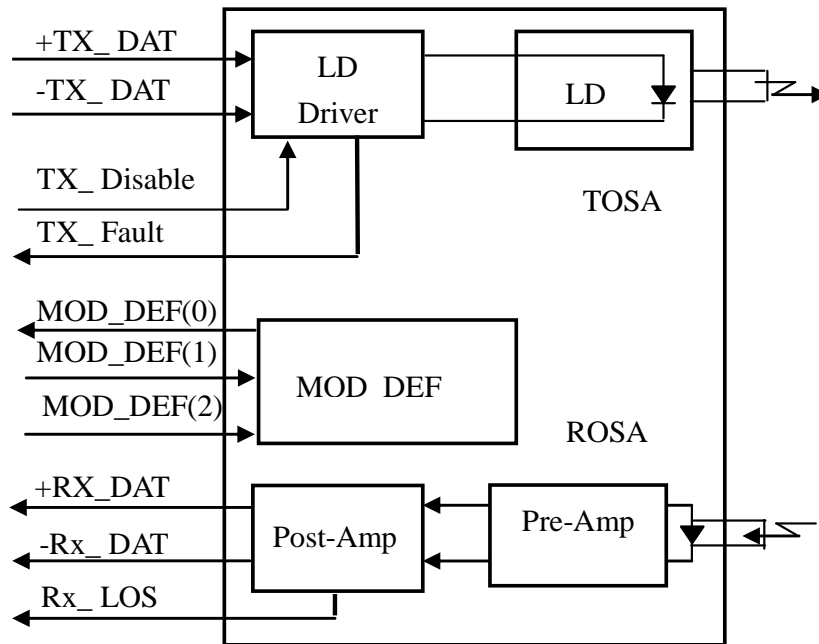 +TX_ DAT
-TX_ DAT
LD
Driver
LD
TX_ Disable
TOSA
TX_ Fault
MOD_DEF(0)
MOD_DEF(1)
MOD DEF
MOD_DEF(2)
ROSA
+RX_DAT
Pre-Amp
-Rx_ DAT
Post-Amp
Rx_ LOS